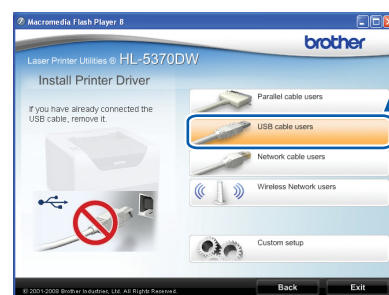 Macromedia Flash Player 8
brother
Laser Printer Utilities ® HL-5370DW
Install Printer Driver
If you have already connected the
USB cable, remove it.
Parallel cable users
USB cable users
Network cable users
Wireless Network users
Custom setup
© 2001-2008 Brother Industries, Ltd. All Rights Reserved.
Back
Exit